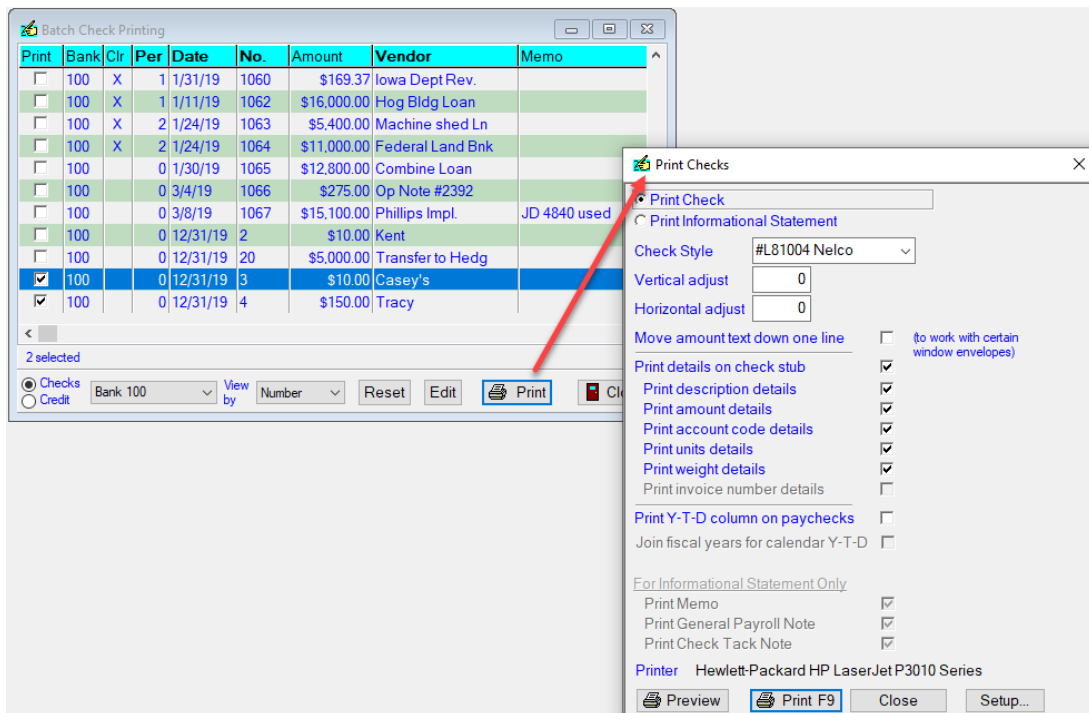 Batch Check Printing
Print Bank Clr Per Date No. Amount Vendor Memo
100 X 1 1/31/19 1060 $169.37 Iowa Dept Rev.
100 X 1 1/11/19 1062 $16,000.00 Hog Bldg Loan
100 X 2 1/24/19 1063 $5,400.00 Machine shed Ln
100 X 2 1/24/19 1064 $11,000.00 Federal Land Bnk
100 0 1/30/19 1065 $12,800.00 Combine Loan
100 0 3/4/19 1066 $275.00 Op Note #2392
100 0 3/8/19 1067 $15,100.00 Phillips Impl. JD 4840 used
100 0 12/31/19 2 $10.00 Kent
100 0 12/31/19 20 $5,000.00 Transfer to Hedg
100 0 12/31/19 3 $10.00 Casey's
100 0 12/31/19 4 $150.00 Tracy
2 selected
Checks
Credit
Bank 100
View
by
Number
Reset
Edit
Print
Cl
Print Checks
Print Check
Print Informational Statement
Check Style #L81004 Nelco
Vertical adjust 0
Horizontal adjust 0
Move amount text down one line
(to work with certain
window envelopes)
Print details on check stub
Print description details
Print amount details
Print account code details
Print units details
Print weight details
Print invoice number details
Print Y-T-D column on paychecks
Join fiscal years for calendar Y-T-D
For Informational Statement Only
Print Memo
Print General Payroll Note
Print Check Tack Note
Printer Hewlett-Packard HP LaserJet P3010 Series
Preview
Print F9
Close
Setup...